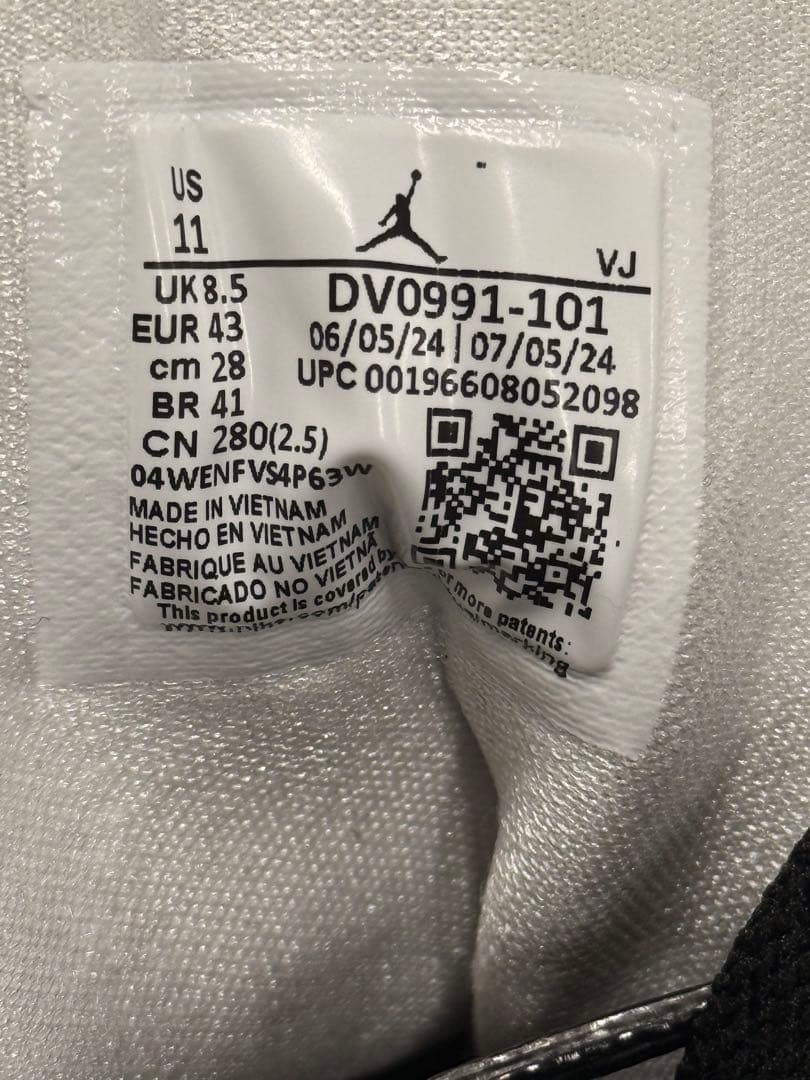 US
11
VJ
UK 8.5
EUR 43
cm 28
BR 41
CN 280(2.5)
DV0991-101
06/05/24 | 07/05/24
UPC 00196608052098
04WENFVS4P63W
MADE IN VIETNAM
HECHO EN VIETNAM
FABRIQUE AU VIETNAM
FABRICADO NO VIETNÃ
This product is covered by
or more patents: